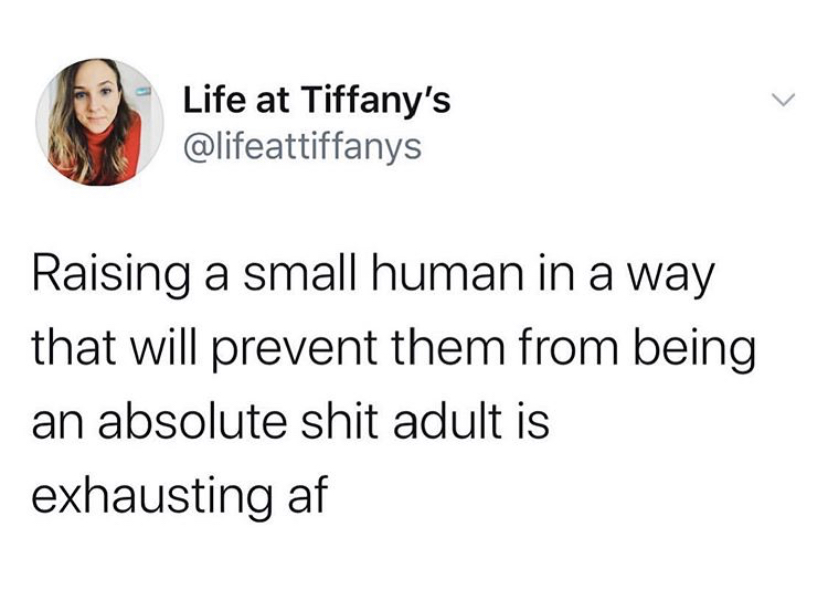 Life at Tiffany's
@lifeattiffanys
Raising a small human in a way
that will prevent them from being
an absolute shit adult is
exhausting af